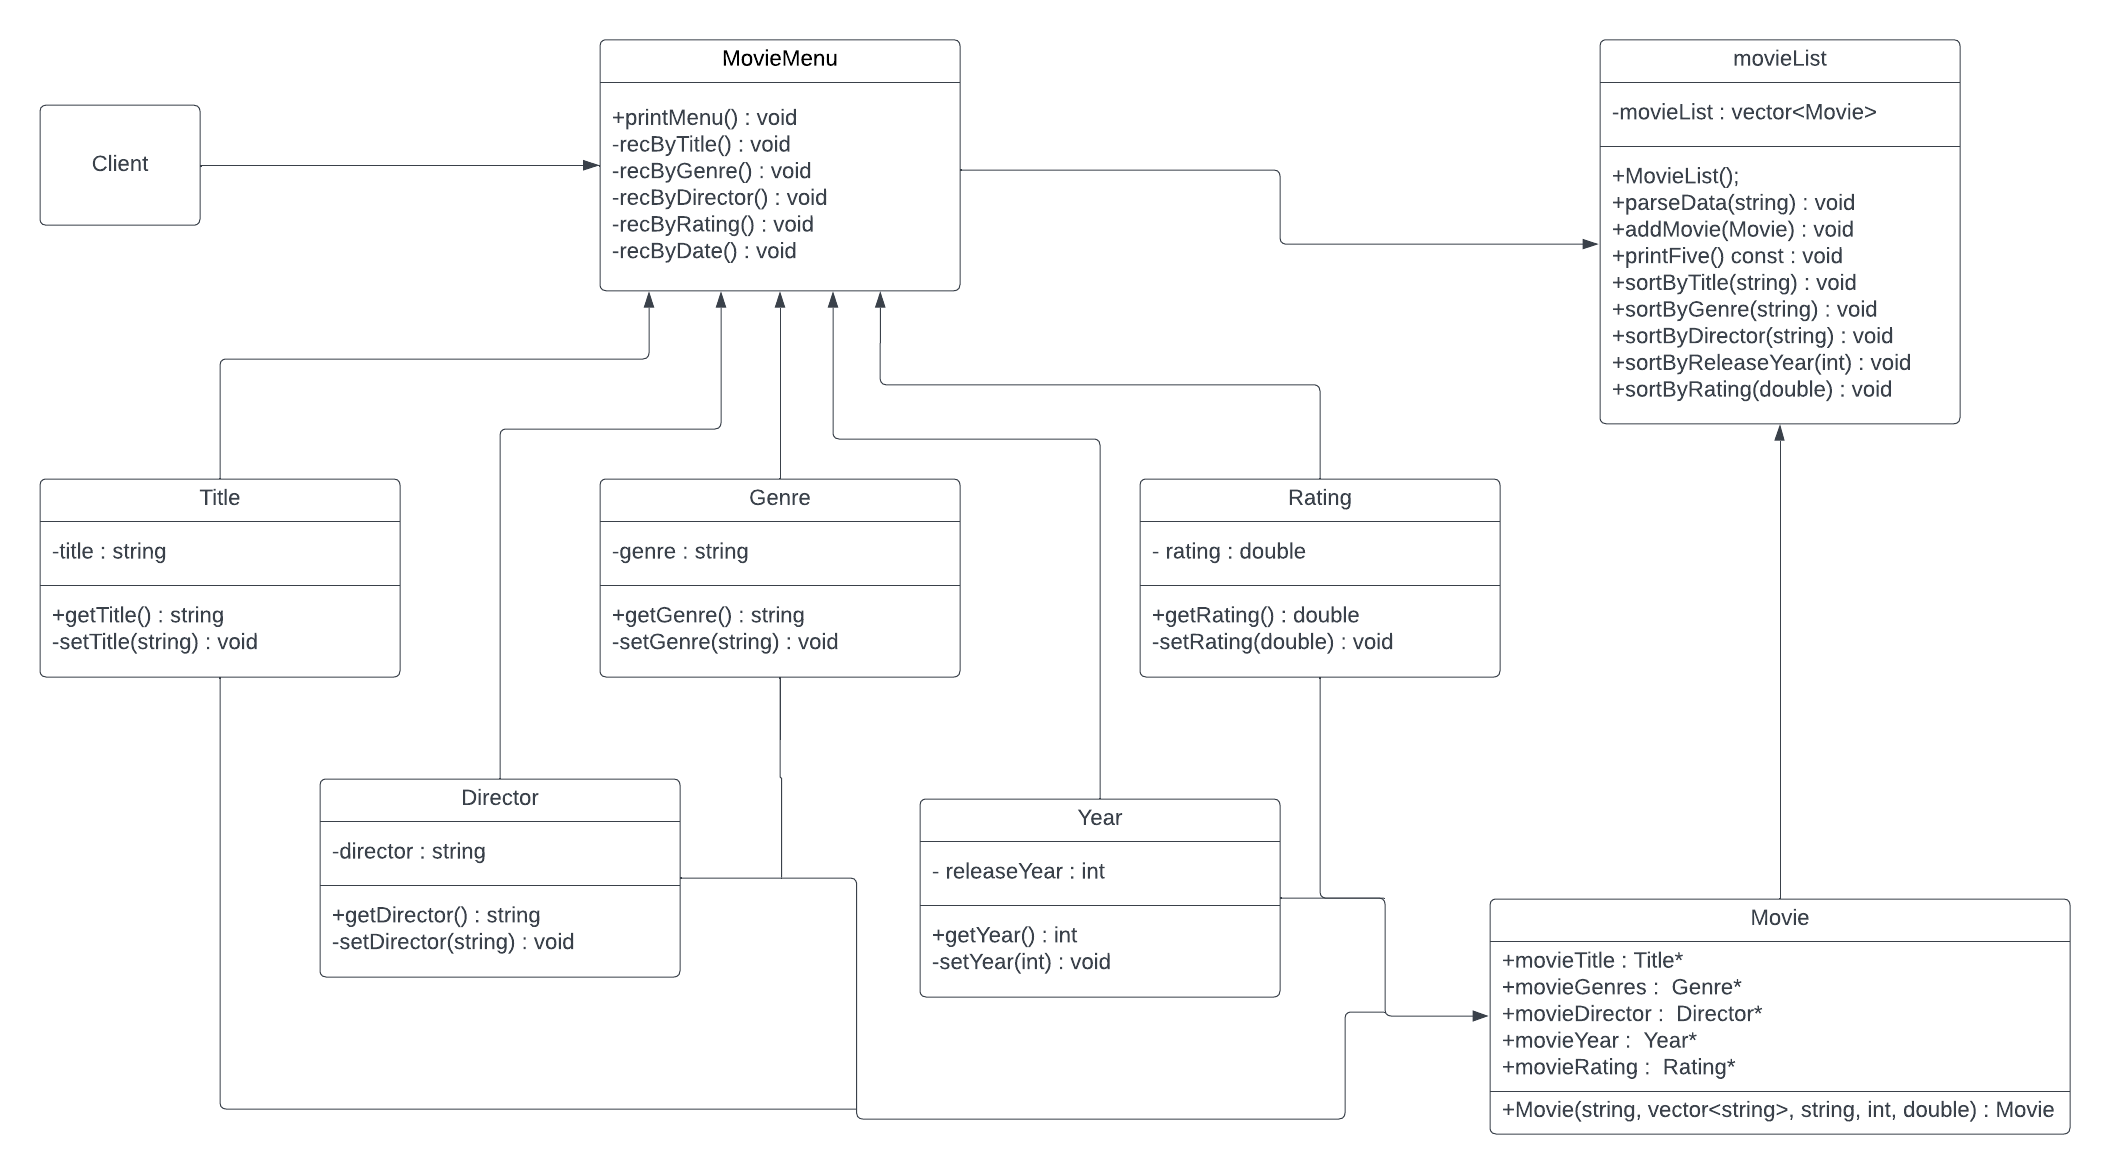 MovieMenu
+printMenu() : void
-recByTitle() : void
-recByGenre() : void
-recByDirector() : void
-recByRating() : void
-recByDate() : void
movieList
-movieList : vector<Movie>
+MovieList();
+parseData(string) : void
+addMovie(Movie) : void
+printFive() const : void
+sortByTitle(string) : void
+sortByGenre(string) : void
+sortByDirector(string) : void
+sortByReleaseYear(int) : void
+sortByRating(double) : void
Client
Title
-title : string
+getTitle() : string
-setTitle(string) : void
Genre
-genre : string
+getGenre() : string
-setGenre(string) : void
Rating
- rating : double
+getRating() : double
-setRating(double) : void
Director
-director : string
+getDirector() : string
-setDirector(string) : void
Year
- releaseYear : int
+getYear() : int
-setYear(int) : void
Movie
+movieTitle : Title*
+movieGenres :  Genre*
+movieDirector :  Director*
+movieYear :  Year*
+movieRating :  Rating*
+Movie(string, vector<string>, string, int, double) : Movie